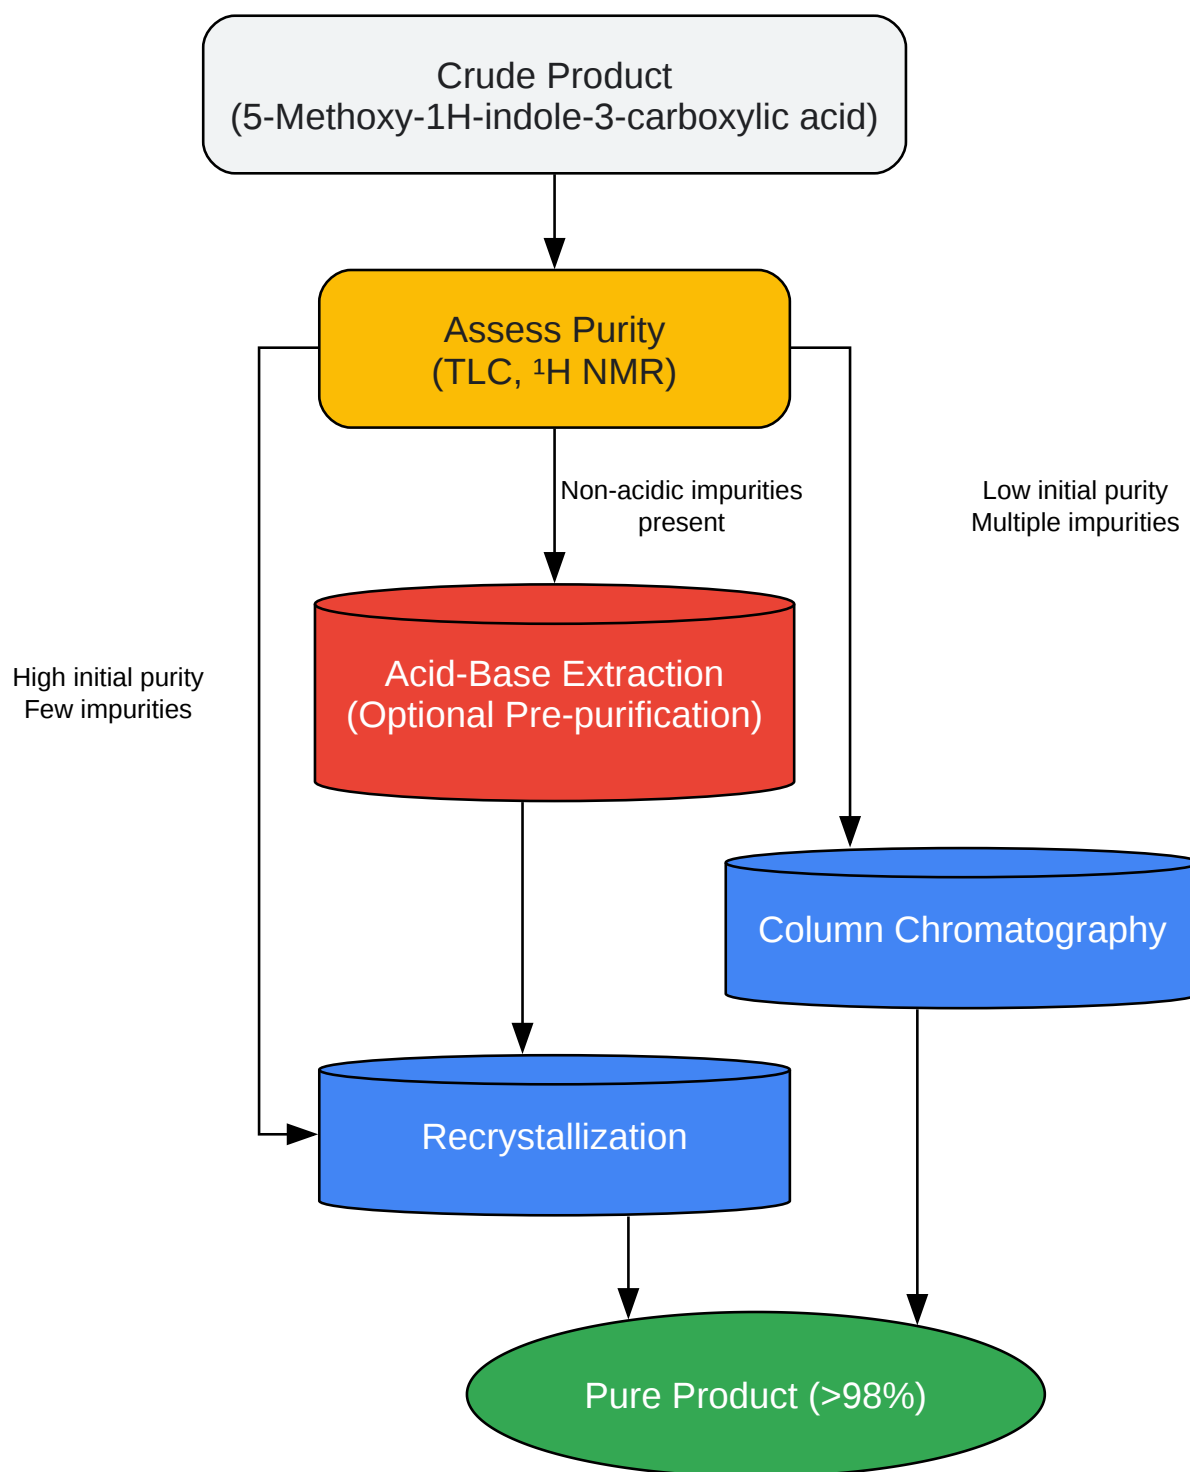 Crude Product
(5-Methoxy-1H-indole-3-carboxylic acid)
Assess Purity
(TLC, ¹H NMR)
Non-acidic impurities
present
Low initial purity
Multiple impurities
High initial purity
Few impurities
Acid-Base Extraction
(Optional Pre-purification)
Column Chromatography
Recrystallization
Pure Product (>98%)